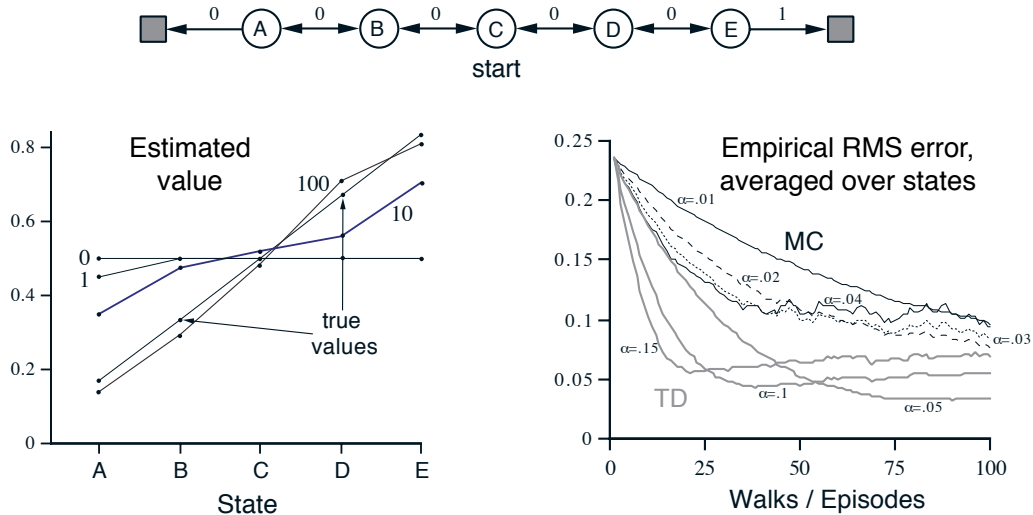 0 0 0 0 0 1
A B C D E
start
Estimated
value
0.8
0.6
0.4
0.2
0
0
1
100
10
true
values
A B C D E
State
Empirical RMS error,
averaged over states
0.25
0.2
0.15
0.1
0.05
0
α=.01
MC
α=.02
α=.04
α=.03
α=.15
TD
α=.1
α=.05
0 25 50 75 100
Walks / Episodes